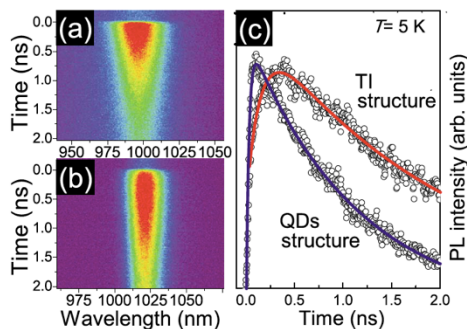 (a)
Time (ns)
0.0
0.5
1.0
1.5
2.0
950 975 1000 1025 1050
(b)
Time (ns)
0.0
0.5
1.0
1.5
2.0
975 1000 1025 1050
Wavelength (nm)
(c)
T= 5 K
TI
structure
QDs
structure
0.0 0.5 1.0 1.5 2.0
Time (ns)
PL intensity (arb. units)